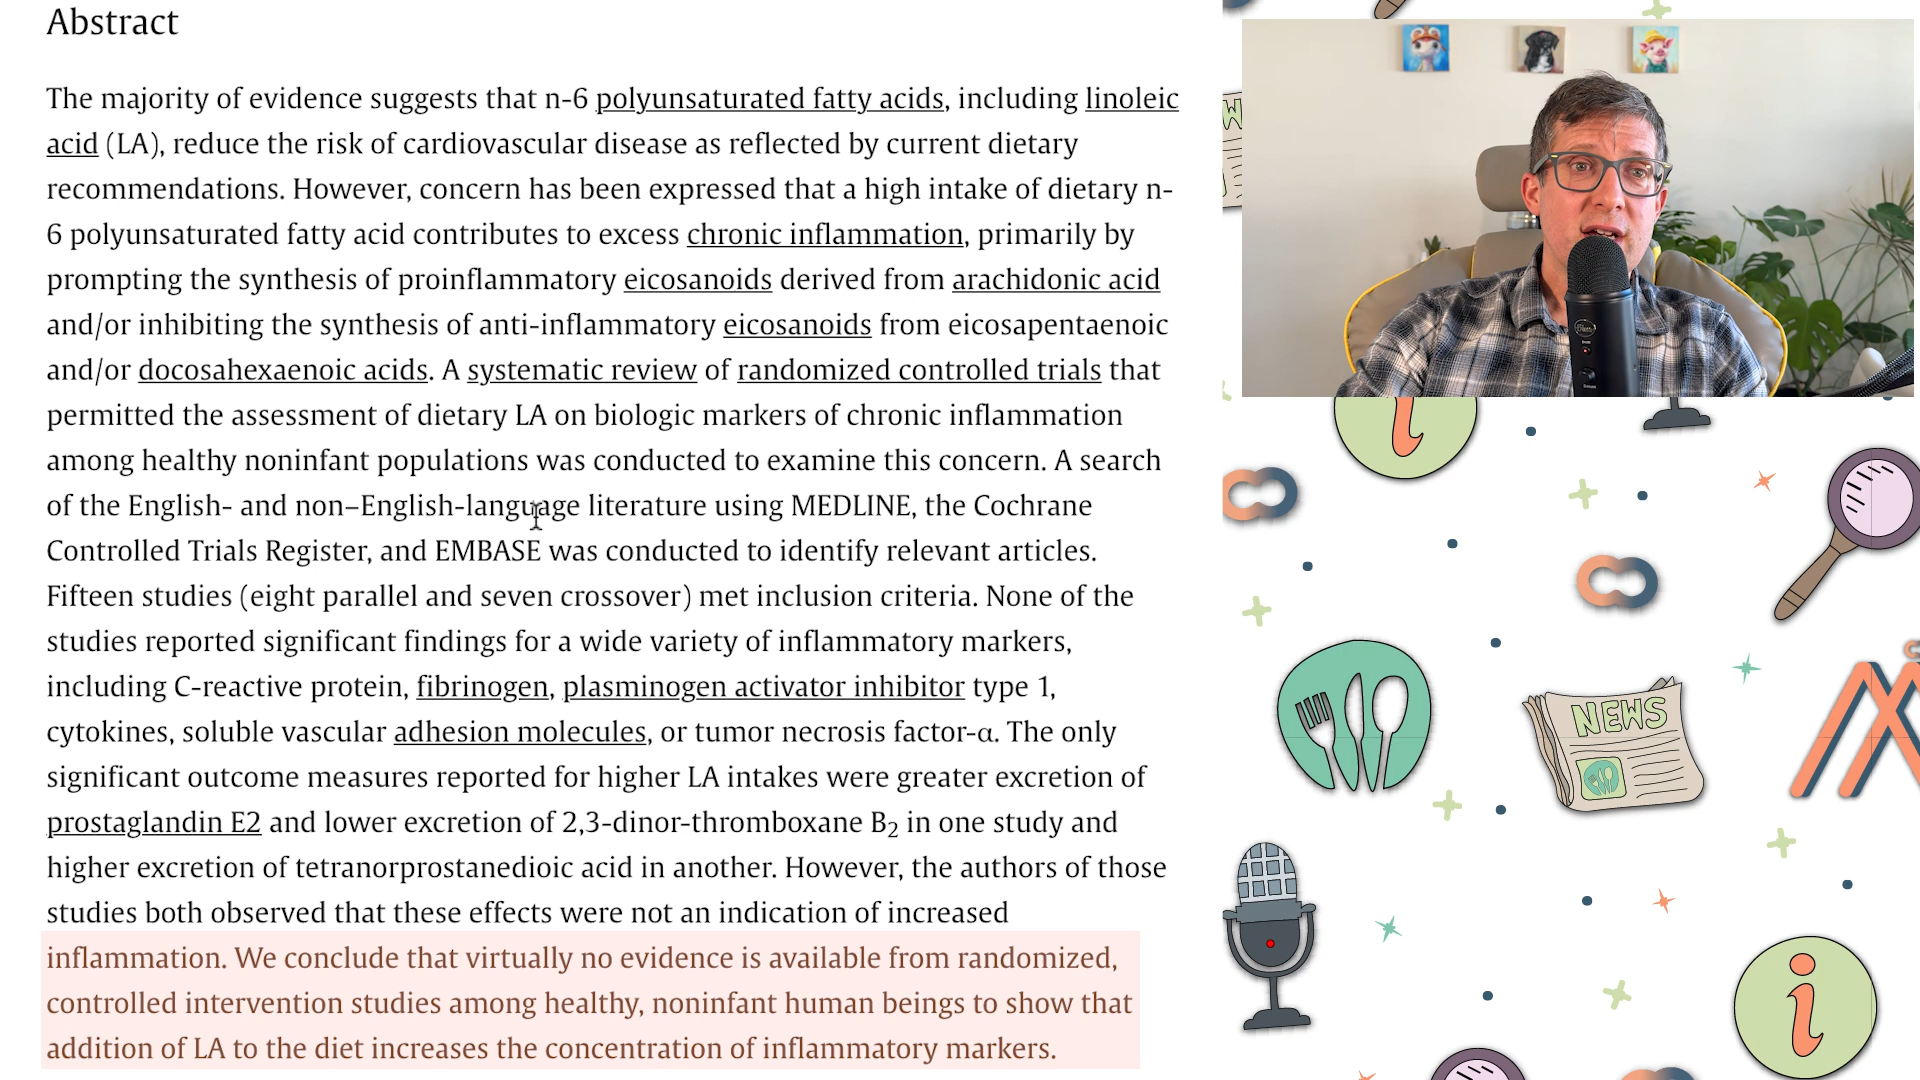 Abstract
The majority of evidence suggests that n-6 polyunsaturated fatty acids, including linoleic
acid (LA), reduce the risk of cardiovascular disease as reflected by current dietary
recommendations. However, concern has been expressed that a high intake of dietary n-
6 polyunsaturated fatty acid contributes to excess chronic inflammation, primarily by
prompting the synthesis of proinflammatory eicosanoids derived from arachidonic acid
and/or inhibiting the synthesis of anti-inflammatory eicosanoids from eicosapentaenoic
and/or docosahexaenoic acids. A systematic review of randomized controlled trials that
permitted the assessment of dietary LA on biologic markers of chronic inflammation
among healthy noninfant populations was conducted to examine this concern. A search
of the English- and non–English-language literature using MEDLINE, the Cochrane
Controlled Trials Register, and EMBASE was conducted to identify relevant articles.
Fifteen studies (eight parallel and seven crossover) met inclusion criteria. None of the
studies reported significant findings for a wide variety of inflammatory markers,
including C-reactive protein, fibrinogen, plasminogen activator inhibitor type 1,
cytokines, soluble vascular adhesion molecules, or tumor necrosis factor-α. The only
significant outcome measures reported for higher LA intakes were greater excretion of
prostaglandin E2 and lower excretion of 2,3-dinor-thromboxane B2 in one study and
higher excretion of tetranorprostanedioic acid in another. However, the authors of those
studies both observed that these effects were not an indication of increased
inflammation. We conclude that virtually no evidence is available from randomized,
controlled intervention studies among healthy, noninfant human beings to show that
addition of LA to the diet increases the concentration of inflammatory markers.
W
i
NEWS
i